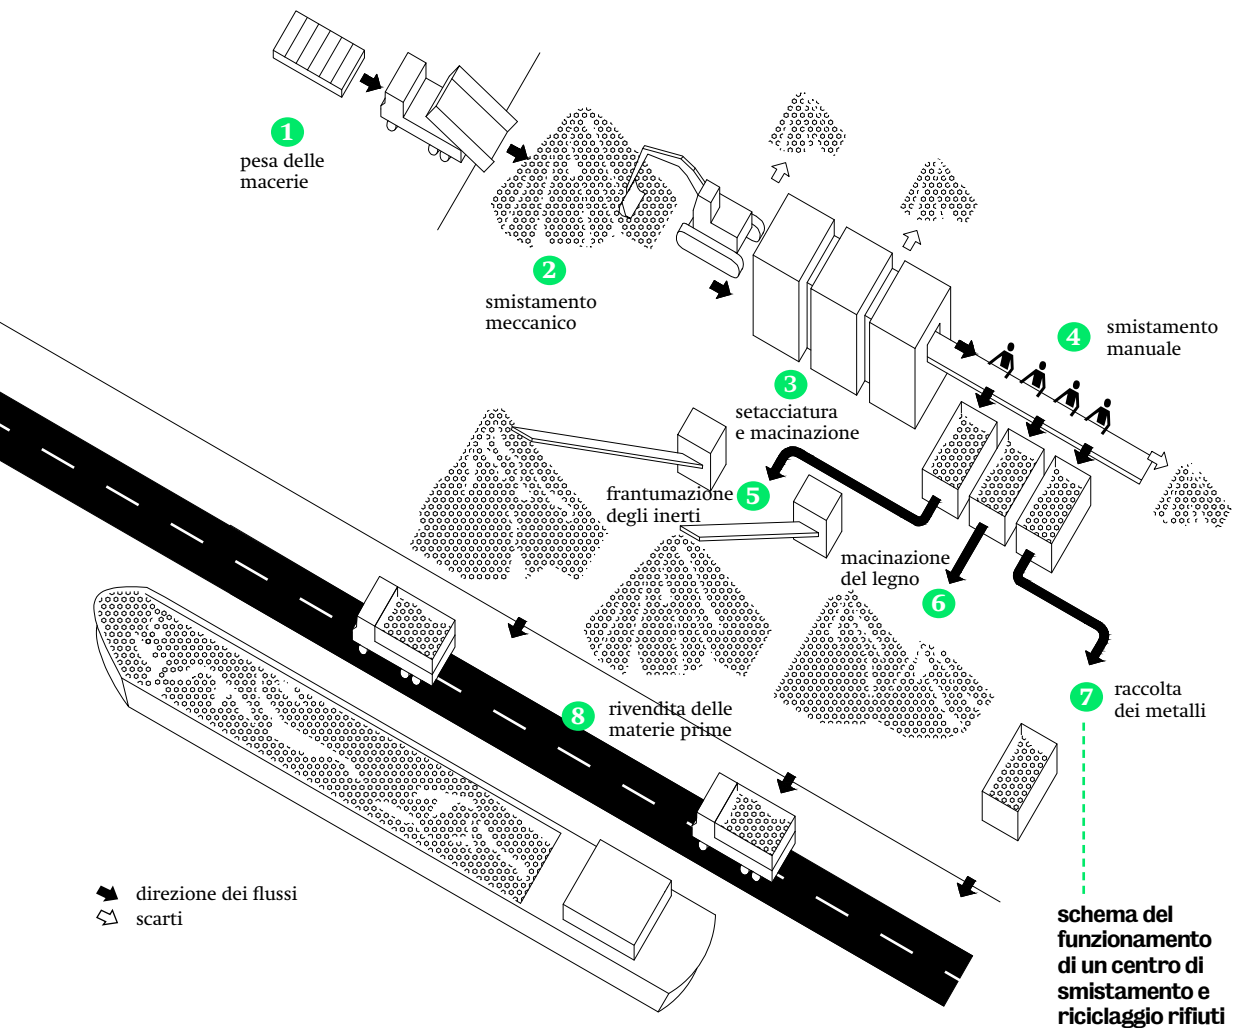 1
pesa delle
macerie
2
smistamento
meccanico
3
setacciatura
e macinazione
4
smistamento
manuale
5
frantumazione
degli inerti
macinazione
del legno
6
7
raccolta
dei metalli
8
rivendita delle
materie prime
direzione dei flussi
scarti
schema del
funzionamento
di un centro di
smistamento e
riciclaggio rifiuti